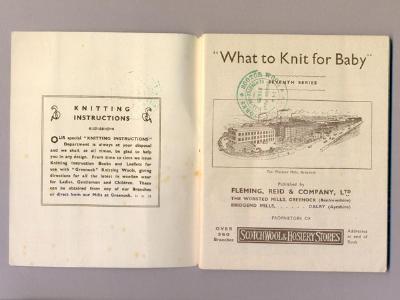 KNITTING
INSTRUCTIONS
OUR special "KNITTING INSTRUCTIONS"
Department is always at your disposal
and we shall, at all times, be glad to help
you in any design. From time to time we issue
Knitting Instruction Books and Leaflets for
use with "Greenock" Knitting Wools, giving
directions for all the latest in woollen wear
for Ladies, Gentlemen and Children. These
can be obtained from any of our Branches
or direct from our Mills at Greenock.
"What to Knit for Baby"
SEVENTH SERIES
The Worsted Mills, Greenock
Published by
FLEMING, REID & COMPANY, LTD
THE WORSTED MILLS, GREENOCK (Renfrewshire)
BRIDGEND MILLS, DALRY (Ayrshire)
PROPRIETORS OF
OVER
360
Branches
SCOTCH WOOL & HOSIERY STORES
Addresses
at end of
Book